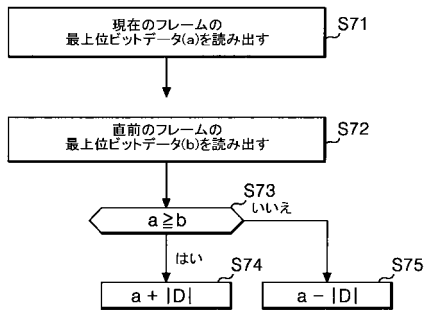 現在のフレームの
最上位ビットデータ(a)を読み出す
S71
直前のフレームの
最上位ビットデータ(b)を読み出す
S72
S73
a≧b
いいえ
はい
S74
a + |D|
S75
a − |D|